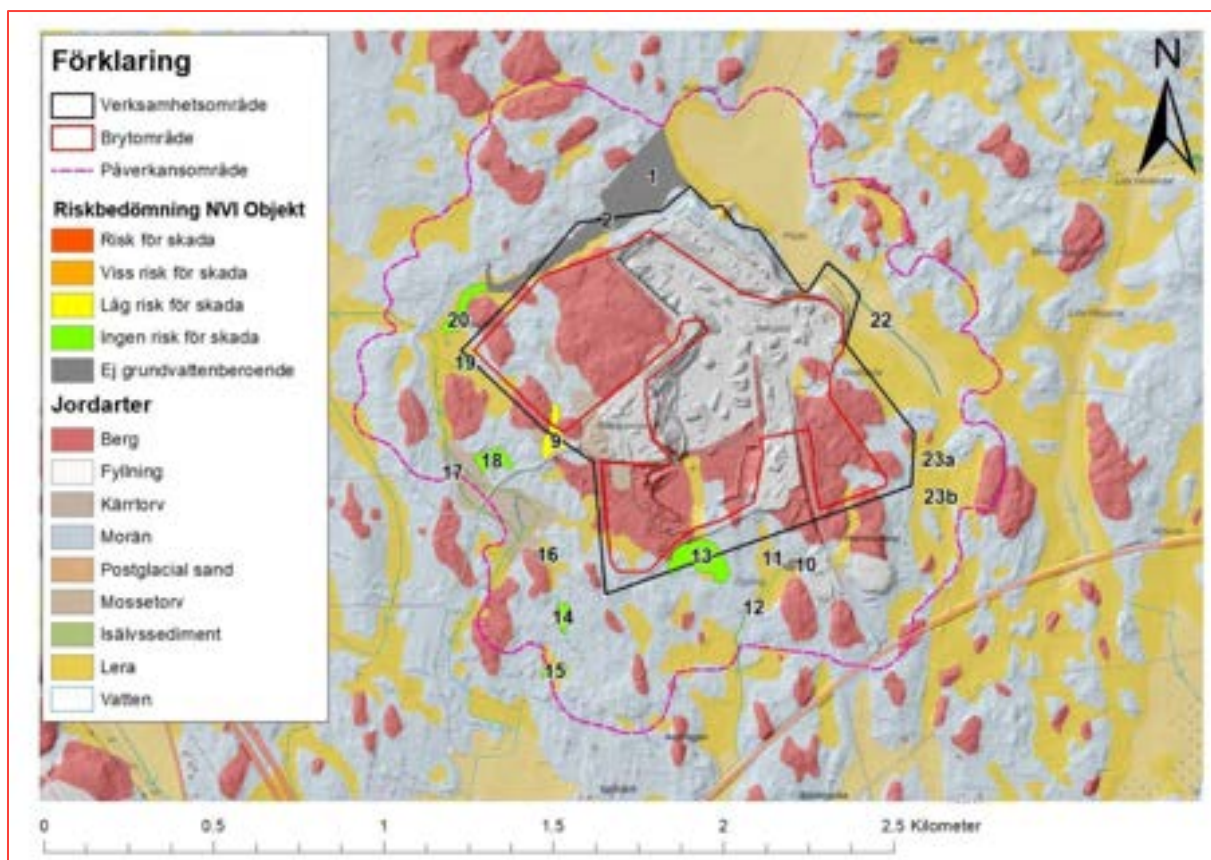 Förklaring
Verksamhetsområde
Brytområde
Påverkansområde
Riskbedömning NVI Objekt
Risk för skada
Viss risk för skada
Låg risk för skada
Ingen risk för skada
Ej grundvattenberoende
Jordarter
Berg
Fyllning
Kärrtorv
Morän
Postglacial sand
Mossetorv
Isälvssediment
Lera
Vatten
N
1
2
20
22
19
9
18
17
23a
23b
16
13
11
10
12
14
15
0
0.5
1
1.5
2
2.5 Kilometer